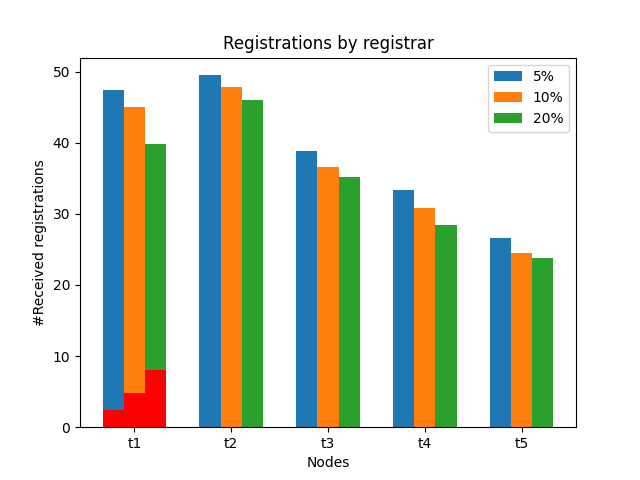 Registrations by registrar
#Received registrations
50
40
30
20
10
0
5%
10%
20%
t1 t2 t3 t4 t5
Nodes